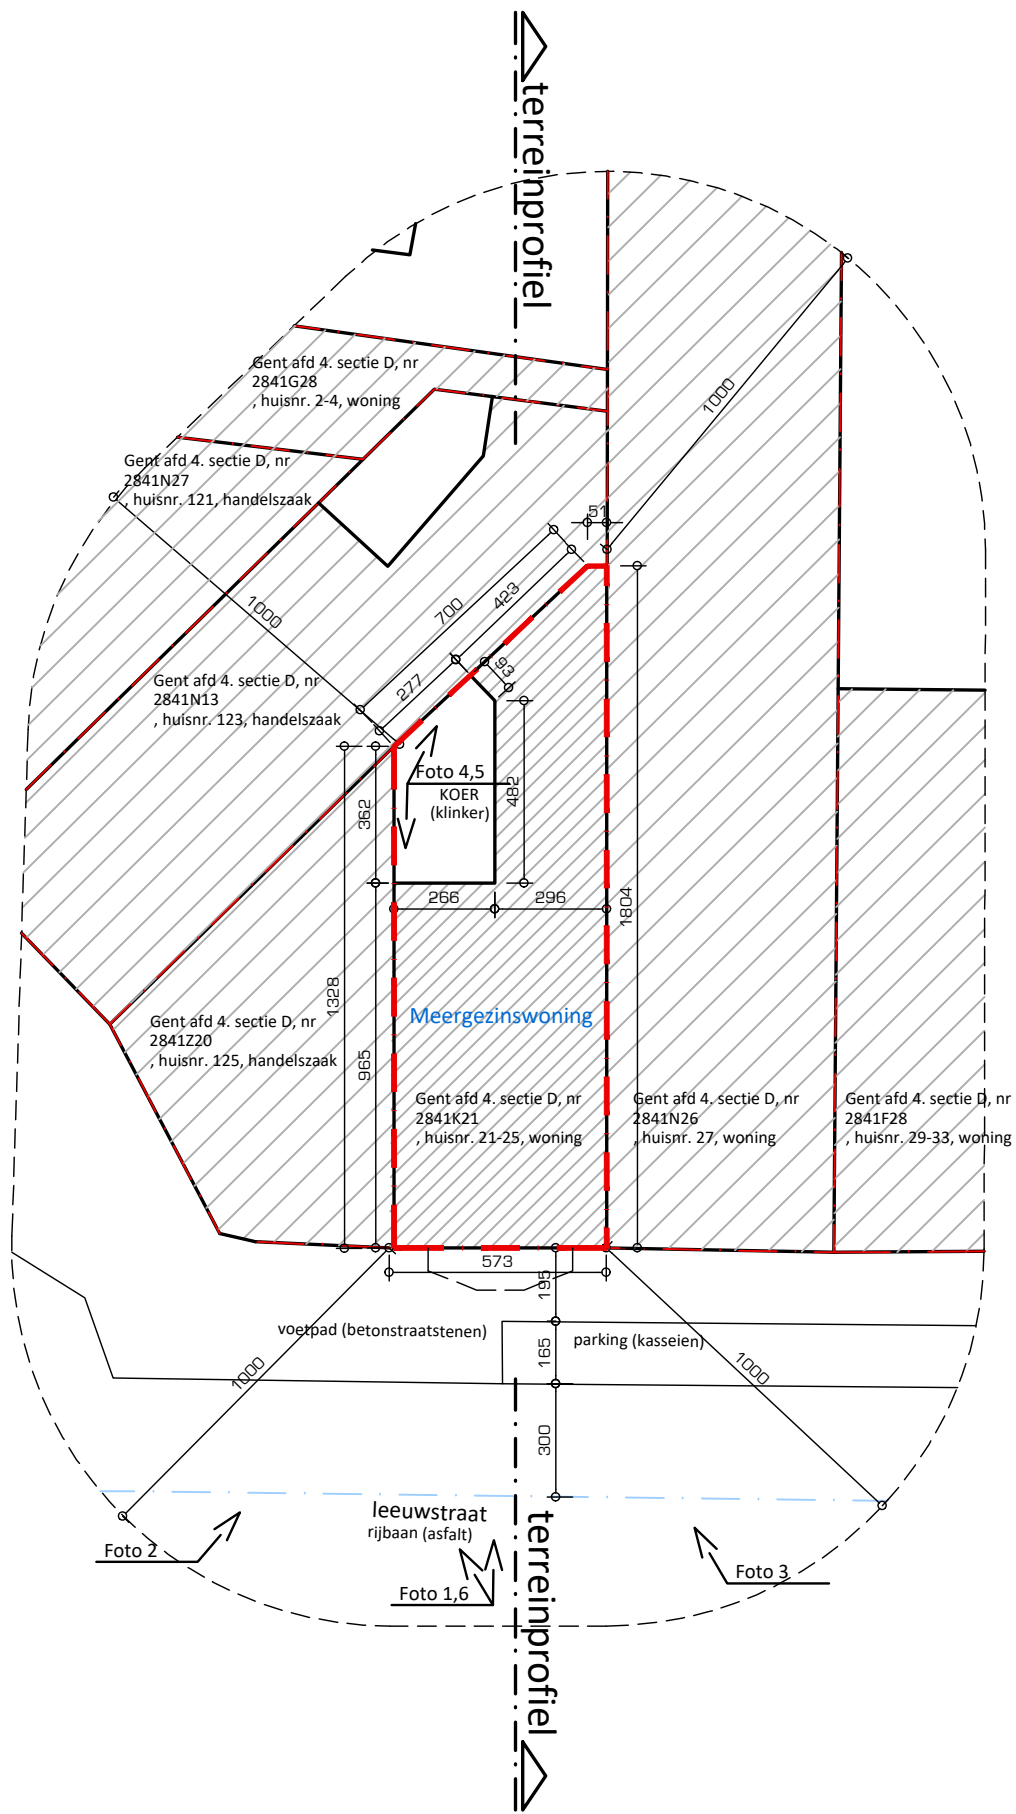 terreinprofiel
Gent afd 4. sectie D, nr
2841G28
, huisnr. 2-4, woning
1000
Gent afd 4. sectie D, nr
2841N27
, huisnr. 121, handelszaak
51
1000
700
423
277
93
Gent afd 4. sectie D, nr
2841N13
, huisnr. 123, handelszaak
Foto 4,5
KOER
(klinker)
362
482
266
296
1804
1328
965
Meergezinswoning
Gent afd 4. sectie D, nr
2841Z20
, huisnr. 125, handelszaak
Gent afd 4. sectie D, nr
2841K21
, huisnr. 21-25, woning
Gent afd 4. sectie D, nr
2841N26
, huisnr. 27, woning
Gent afd 4. sectie D, nr
2841F28
, huisnr. 29-33, woning
573
195
voetpad (betonstraatstenen)
parking (kasseien)
165
1000
1000
300
leeuwstraat
rijbaan (asfalt)
Foto 2
Foto 1,6
Foto 3
terreinprofiel